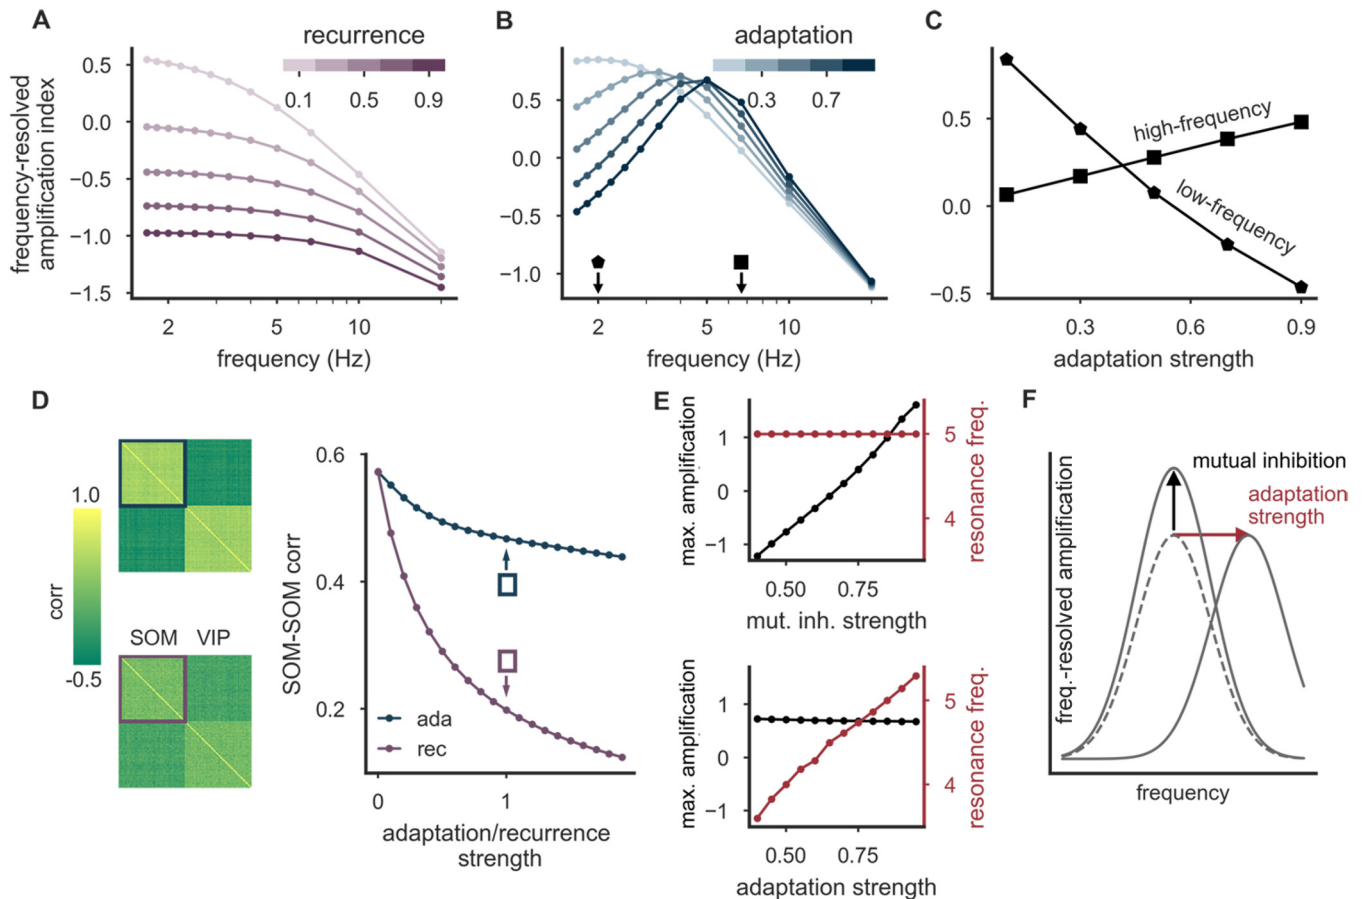 A
recurrence
0.1 0.5 0.9
frequency-resolved
amplification index
0.5
0.0
−0.5
−1.0
−1.5
2 5 10
frequency (Hz)
B
adaptation
0.3 0.7
0.5
0.0
−0.5
−1.0
2 5 10
frequency (Hz)
C
high-frequency
low-frequency
0.5
0.0
−0.5
0.3 0.6 0.9
adaptation strength
D
1.0
corr
-0.5
SOM VIP
SOM-SOM corr
0.6
0.4
0.2
ada
rec
0 1
adaptation/recurrence
strength
E
max. amplification
1
0
−1
resonance freq.
5
4
0.50 0.75
mut. inh. strength
max. amplification
1
0
−1
resonance freq.
5
4
0.50 0.75
adaptation strength
F
freq.-resolved amplification
mutual inhibition
adaptation
strength
frequency